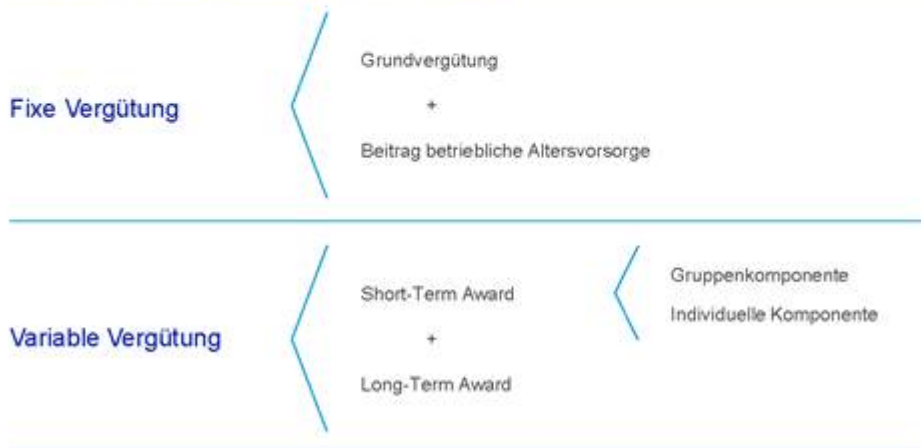 Fixe Vergütung
Grundvergütung
+
Beitrag betriebliche Altersvorsorge
Variable Vergütung
Short-Term Award
+
Long-Term Award
Gruppenkomponente
Individuelle Komponente